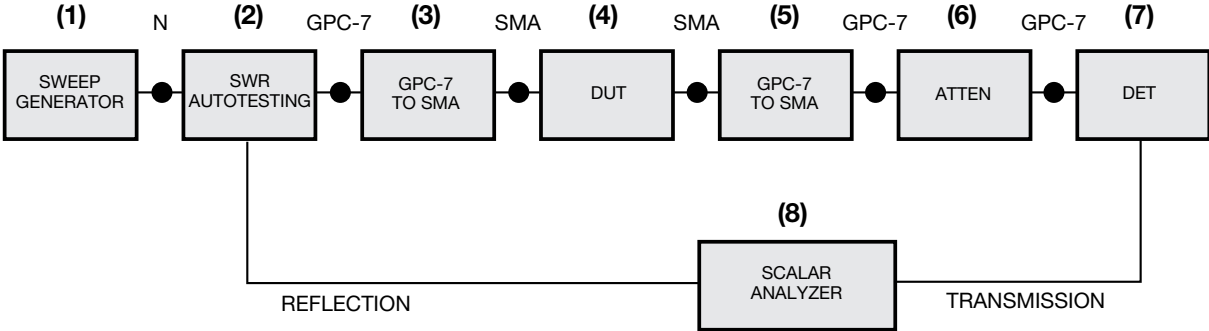 (1) N (2) GPC-7 (3) SMA (4) SMA (5) GPC-7 (6) GPC-7 (7)
SWEEP
GENERATOR
SWR
AUTOTESTING
GPC-7
TO SMA
DUT
GPC-7
TO SMA
ATTEN
DET
(8)
SCALAR
ANALYZER
REFLECTION
TRANSMISSION